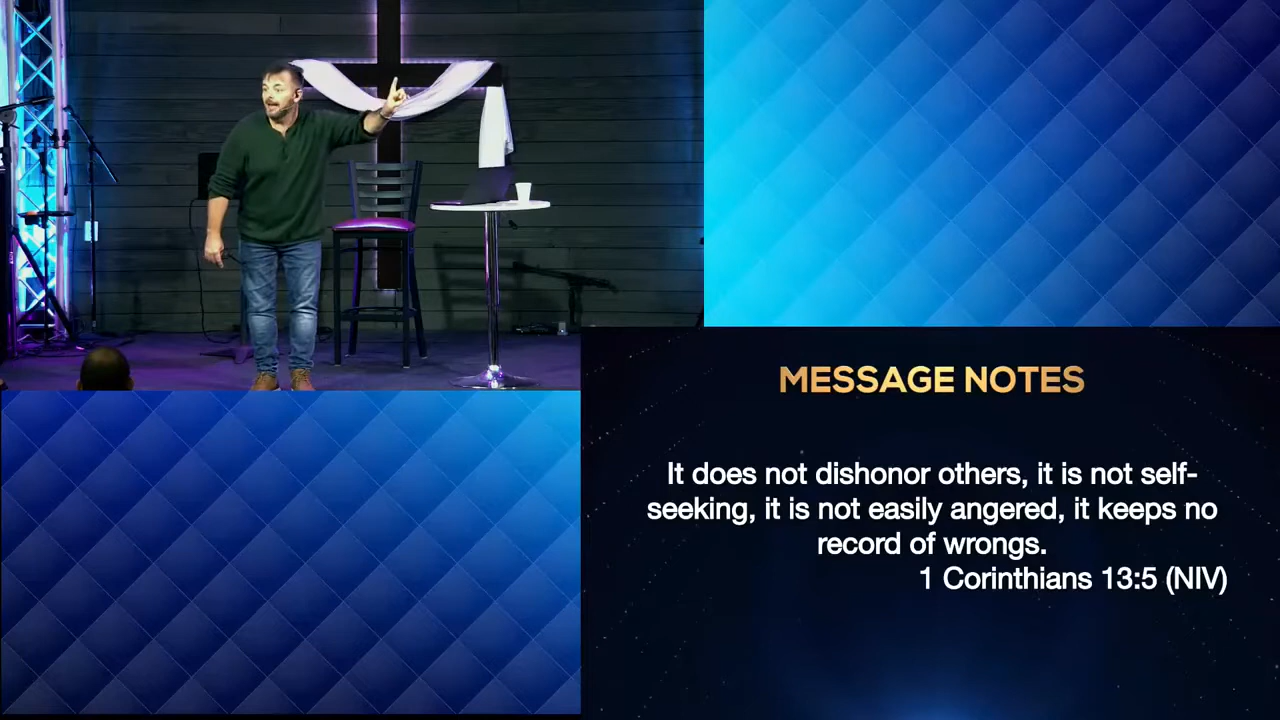 MESSAGE NOTES
It does not dishonor others, it is not self-
seeking, it is not easily angered, it keeps no
record of wrongs.
1 Corinthians 13:5 (NIV)